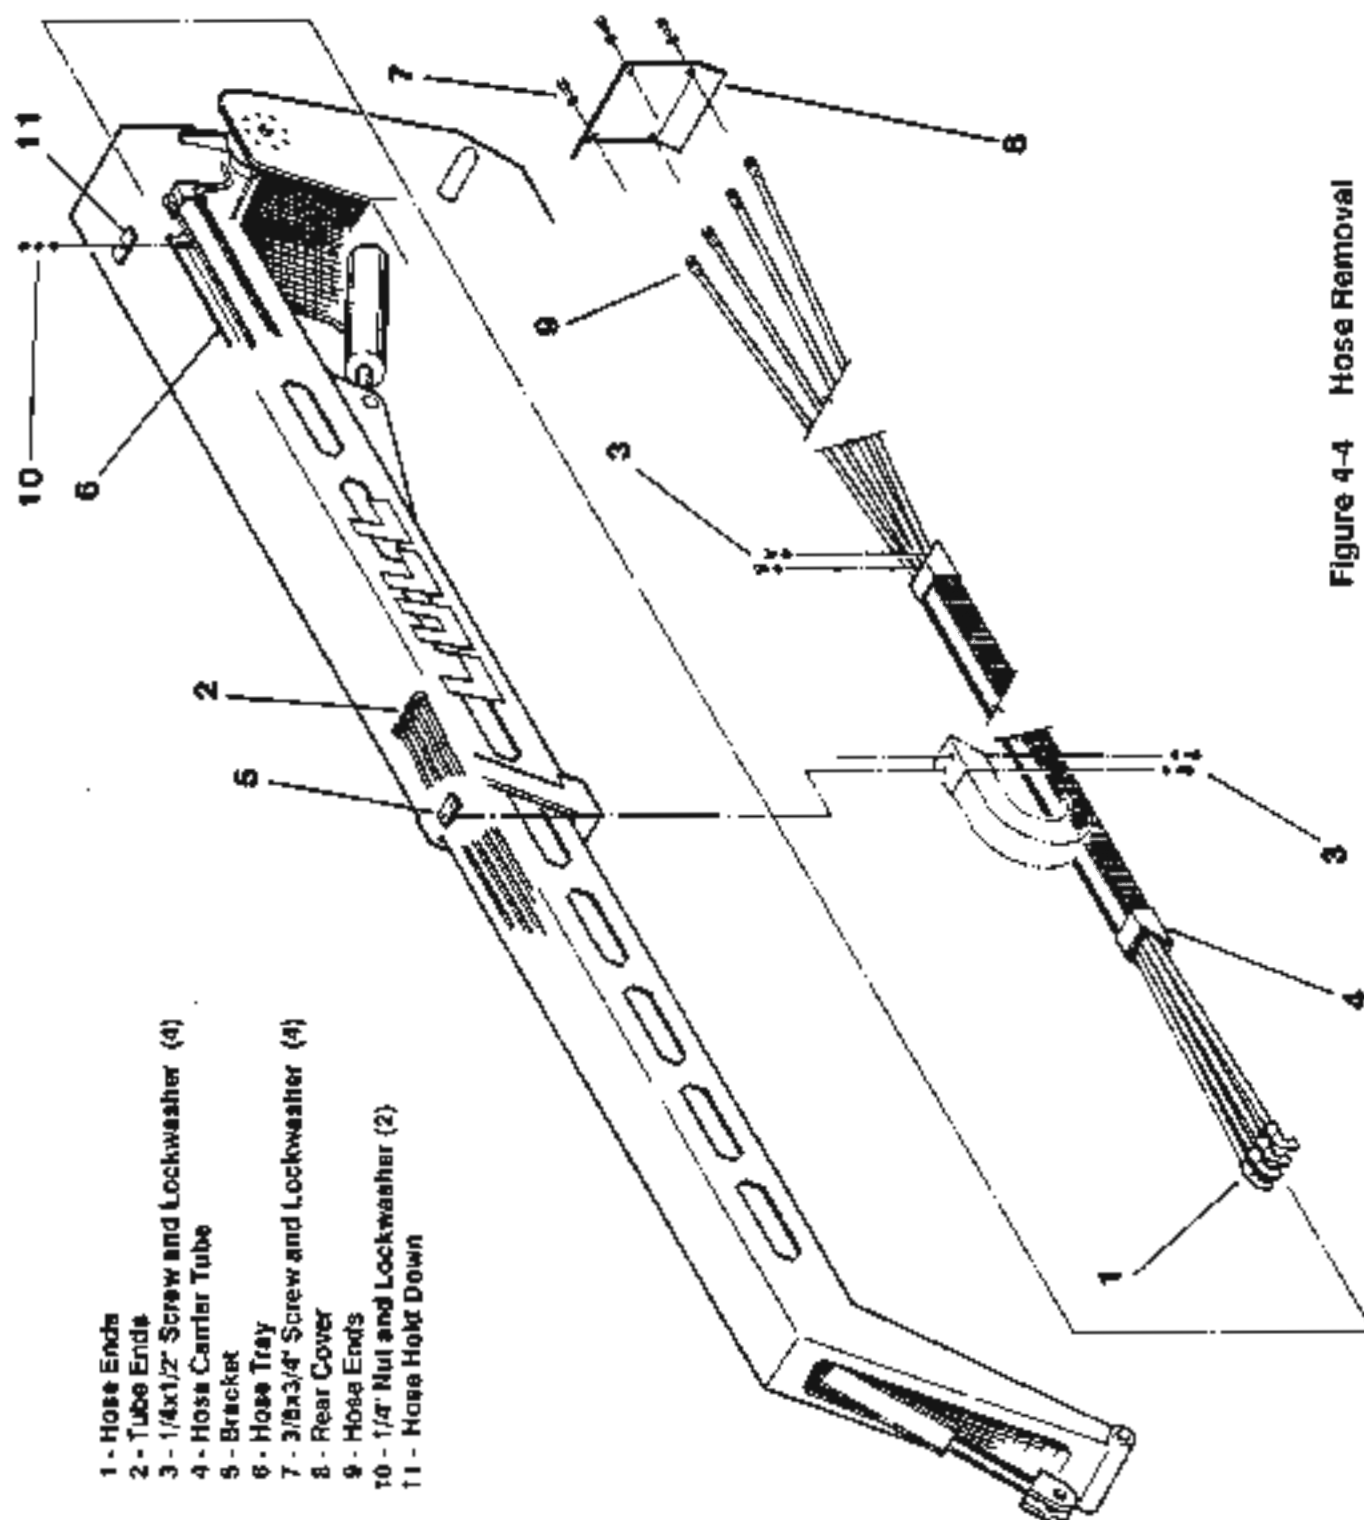 11
10
6
7
8
9
3
2
5
3
4
1
1 - Hose Ends
2 - Tube Ends
3 - 1/4x1/2" Screw and Lockwasher (4)
4 - Hose Carrier Tube
5 - Bracket
6 - Hose Tray
7 - 3/8x3/4" Screw and Lockwasher (4)
8 - Rear Cover
9 - Hose Ends
10 - 1/4" Nut and Lockwasher (2)
11 - Hose Hold Down
Figure 4-4 Hose Removal